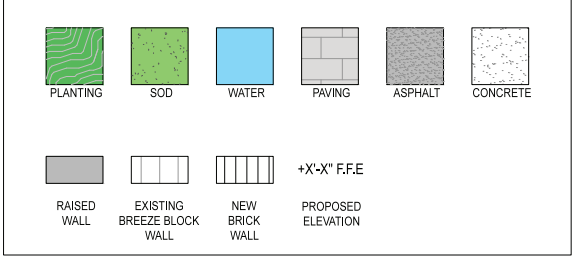 PLANTING SOD WATER PAVING ASPHALT CONCRETE
+X'-X" F.F.E
RAISED WALL
EXISTING BREEZE BLOCK WALL
NEW BRICK WALL
PROPOSED ELEVATION